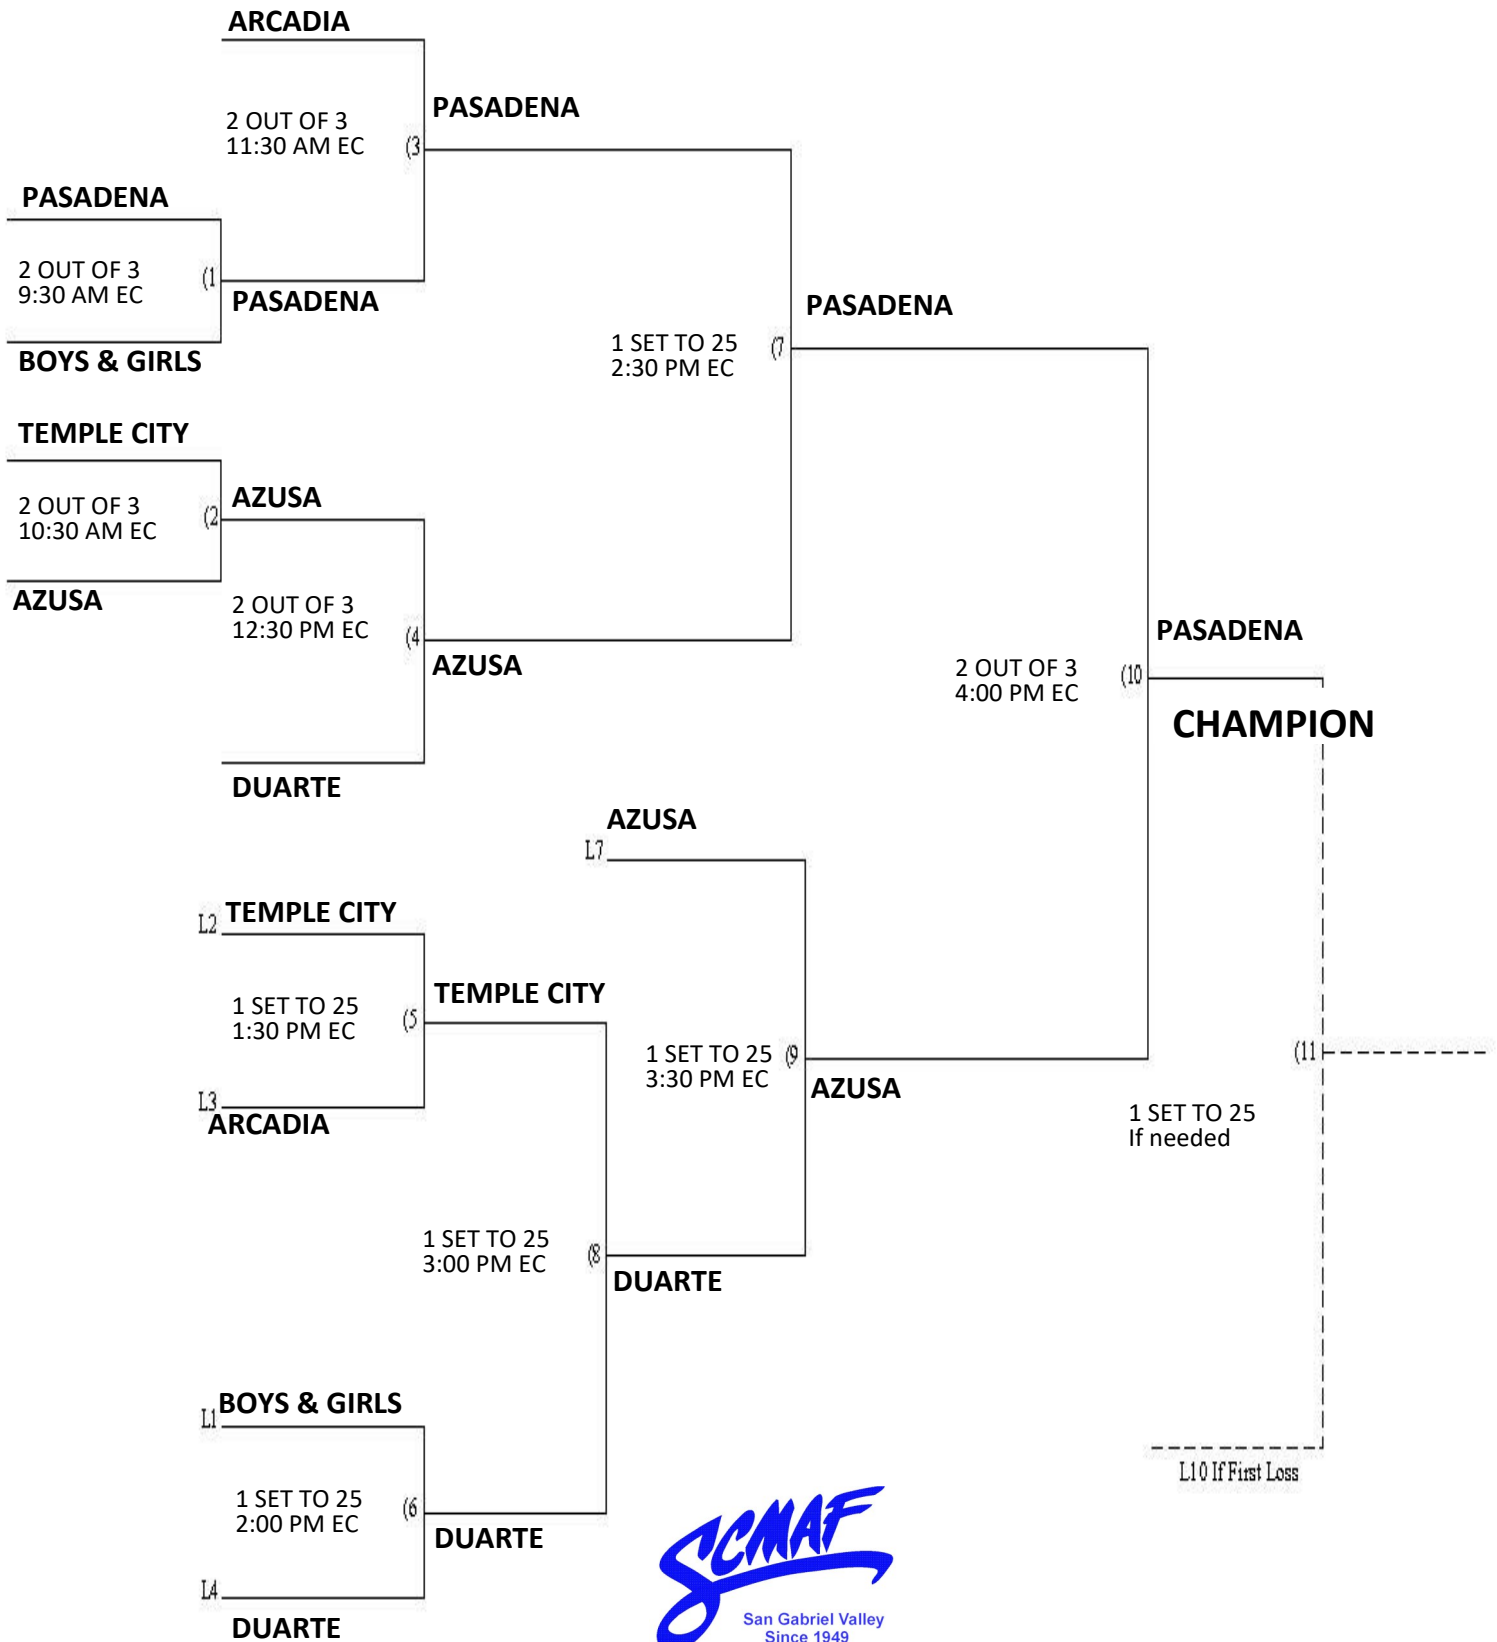 ARCADIA
2 OUT OF 3
11:30 AM EC
(3
PASADENA
PASADENA
2 OUT OF 3
9:30 AM EC
(1
PASADENA
BOYS & GIRLS
1 SET TO 25
2:30 PM EC
(7
PASADENA
TEMPLE CITY
2 OUT OF 3
10:30 AM EC
(2
AZUSA
AZUSA
2 OUT OF 3
12:30 PM EC
(4
AZUSA
DUARTE
2 OUT OF 3
4:00 PM EC
(10
PASADENA
CHAMPION
L7
AZUSA
L2
TEMPLE CITY
1 SET TO 25
1:30 PM EC
(5
TEMPLE CITY
L3
ARCADIA
1 SET TO 25
3:30 PM EC
(9
AZUSA
(11
1 SET TO 25
If needed
1 SET TO 25
3:00 PM EC
(8
DUARTE
L1
BOYS & GIRLS
1 SET TO 25
2:00 PM EC
(6
DUARTE
L4
DUARTE
L10 If First Loss
SCMAF
San Gabriel Valley
Since 1949